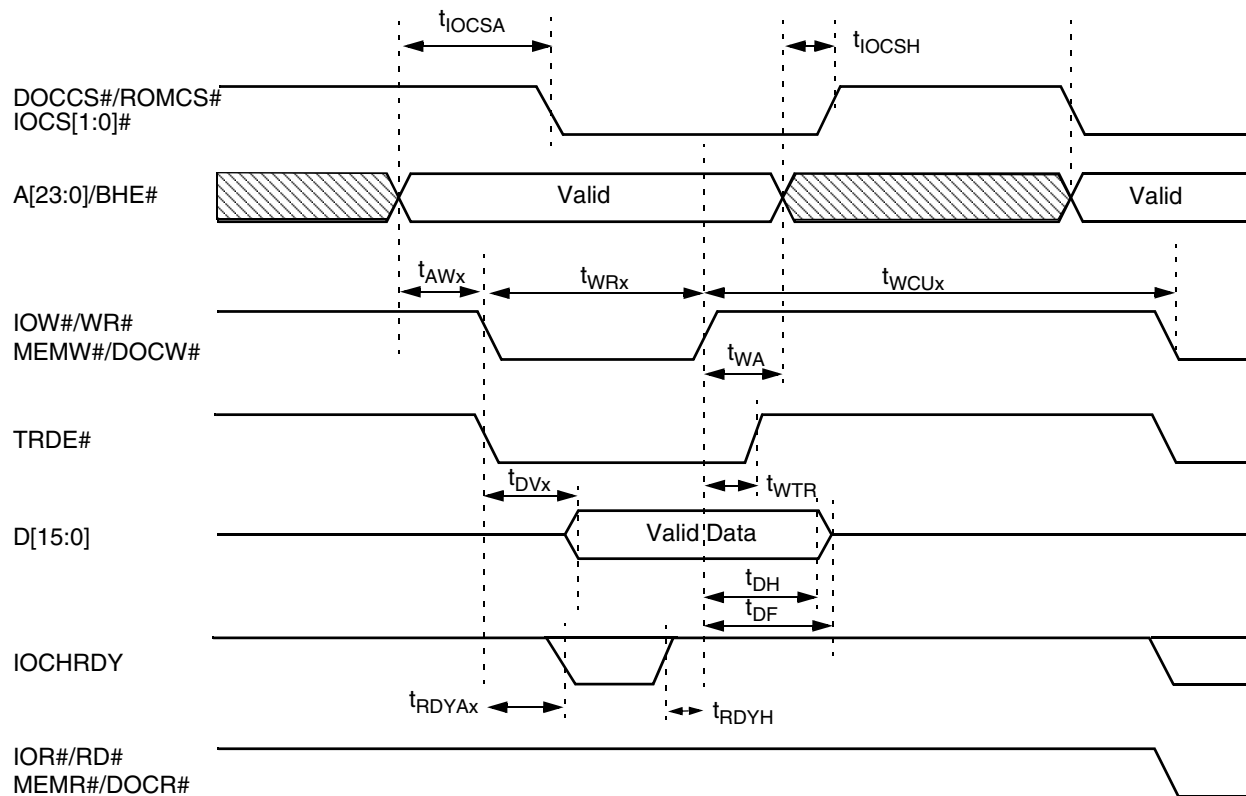 tIOCSA
tIOCSH
DOCCS#/ROMCS#
IOCS[1:0]#
A[23:0]/BHE#
Valid
Valid
tAWx
tWRx
tWCUx
IOW#/WR#
MEMW#/DOCW#
tWA
TRDE#
tDVx
tWTR
D[15:0]
Valid Data
tDH
tDF
IOCHRDY
tRDYAx
tRDYH
IOR#/RD#
MEMR#/DOCR#